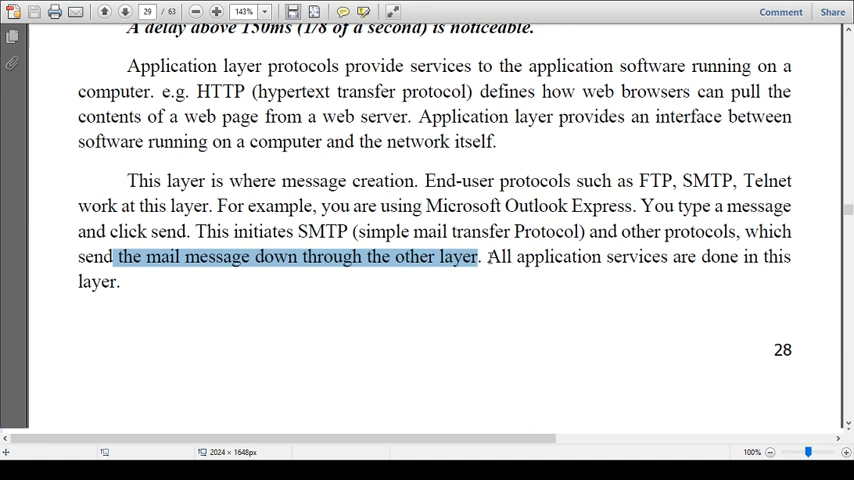 29 / 63
143%
Comment
Share
A delay above 150ms (1/8 of a second) is noticeable.
Application layer protocols provide services to the application software running on a
computer. e.g. HTTP (hypertext transfer protocol) defines how web browsers can pull the
contents of a web page from a web server. Application layer provides an interface between
software running on a computer and the network itself.
This layer is where message creation. End-user protocols such as FTP, SMTP, Telnet
work at this layer. For example, you are using Microsoft Outlook Express. You type a message
and click send. This initiates SMTP (simple mail transfer Protocol) and other protocols, which
send the mail message down through the other layer. All application services are done in this
layer.
28
2024 × 1648px
100%